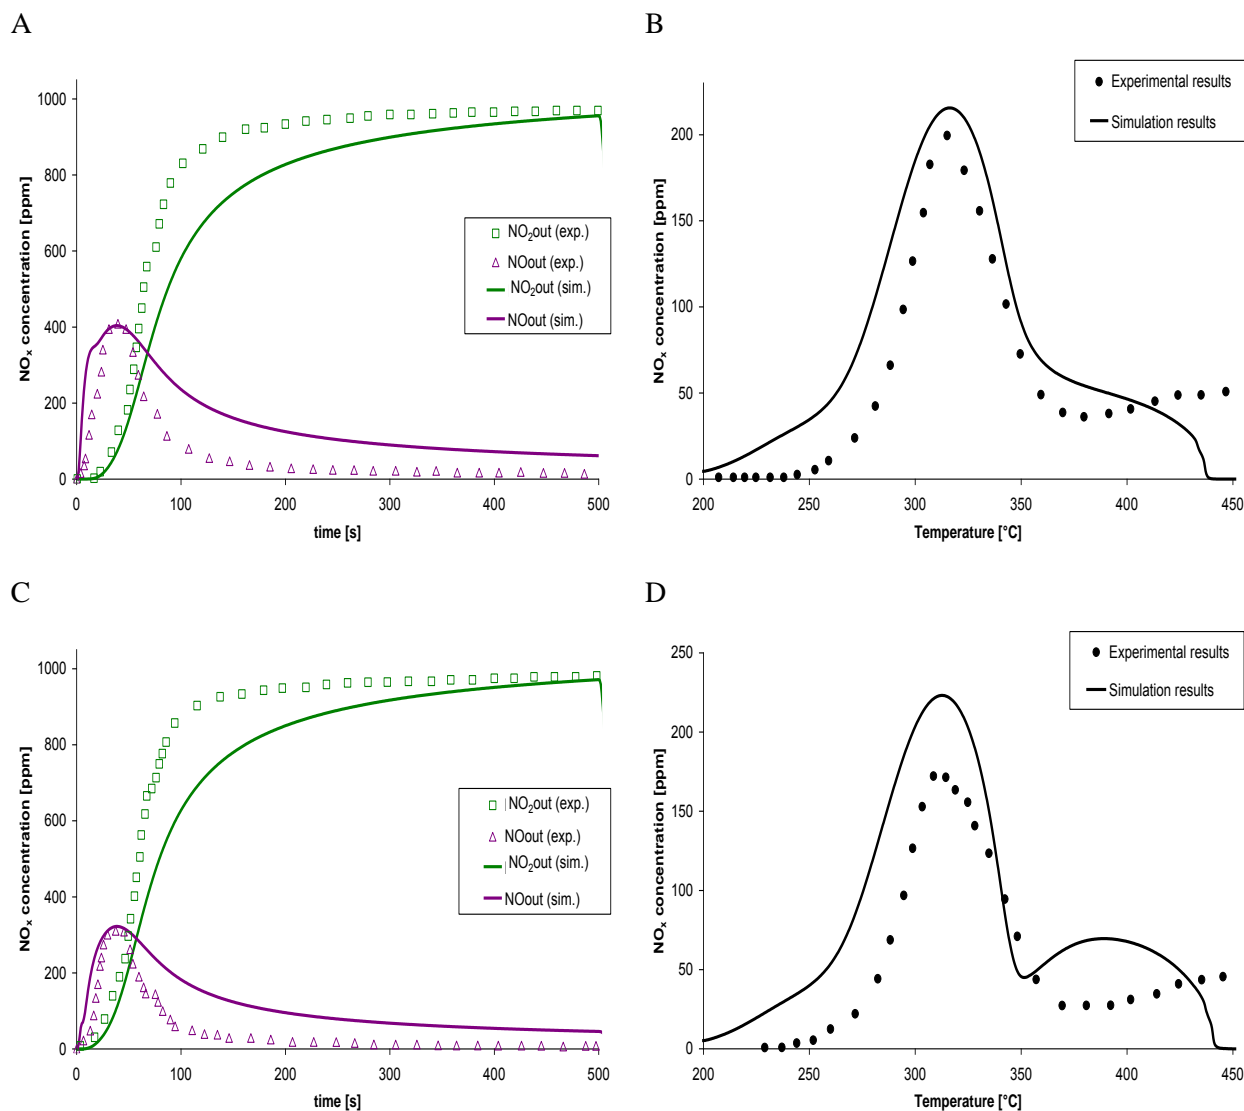 A
NOₓ concentration [ppm]
1000
800
600
400
200
0
0 100 200 300 400 500
time [s]
NO₂out (exp.)
NOout (exp.)
NO₂out (sim.)
NOout (sim.)
B
NOₓ concentration [ppm]
200
150
100
50
0
200 250 300 350 400 450
Temperature [°C]
Experimental results
Simulation results
C
NOₓ concentration [ppm]
1000
800
600
400
200
0
0 100 200 300 400 500
time [s]
NO₂out (exp.)
NOout (exp.)
NO₂out (sim.)
NOout (sim.)
D
NOₓ concentration [ppm]
250
200
150
100
50
0
200 250 300 350 400 450
Temperature [°C]
Experimental results
Simulation results